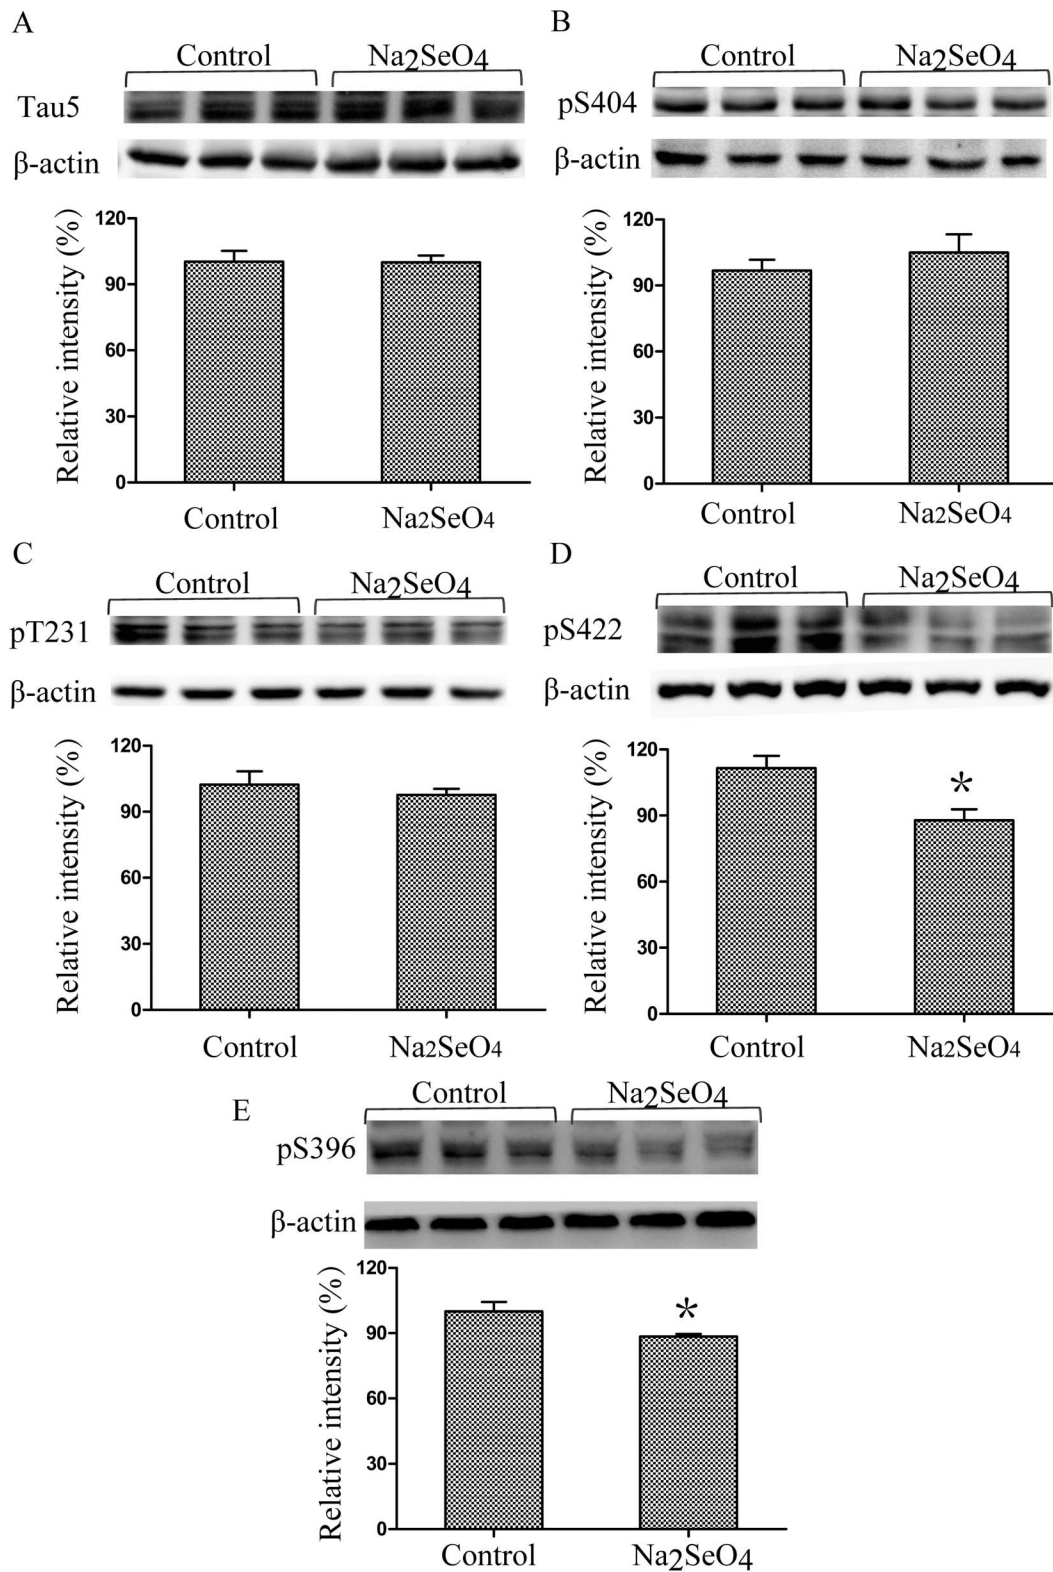 A
Control Na2SeO4
Tau5
β-actin
Relative intensity (%)
120
90
60
30
0
Control Na2SeO4
B
Control Na2SeO4
pS404
β-actin
Relative intensity (%)
120
90
60
30
0
Control Na2SeO4
C
Control Na2SeO4
pT231
β-actin
Relative intensity (%)
120
90
60
30
0
Control Na2SeO4
D
Control Na2SeO4
pS422
β-actin
Relative intensity (%)
120
90
60
30
0
*
Control Na2SeO4
E
Control Na2SeO4
pS396
β-actin
Relative intensity (%)
120
90
60
30
0
*
Control Na2SeO4